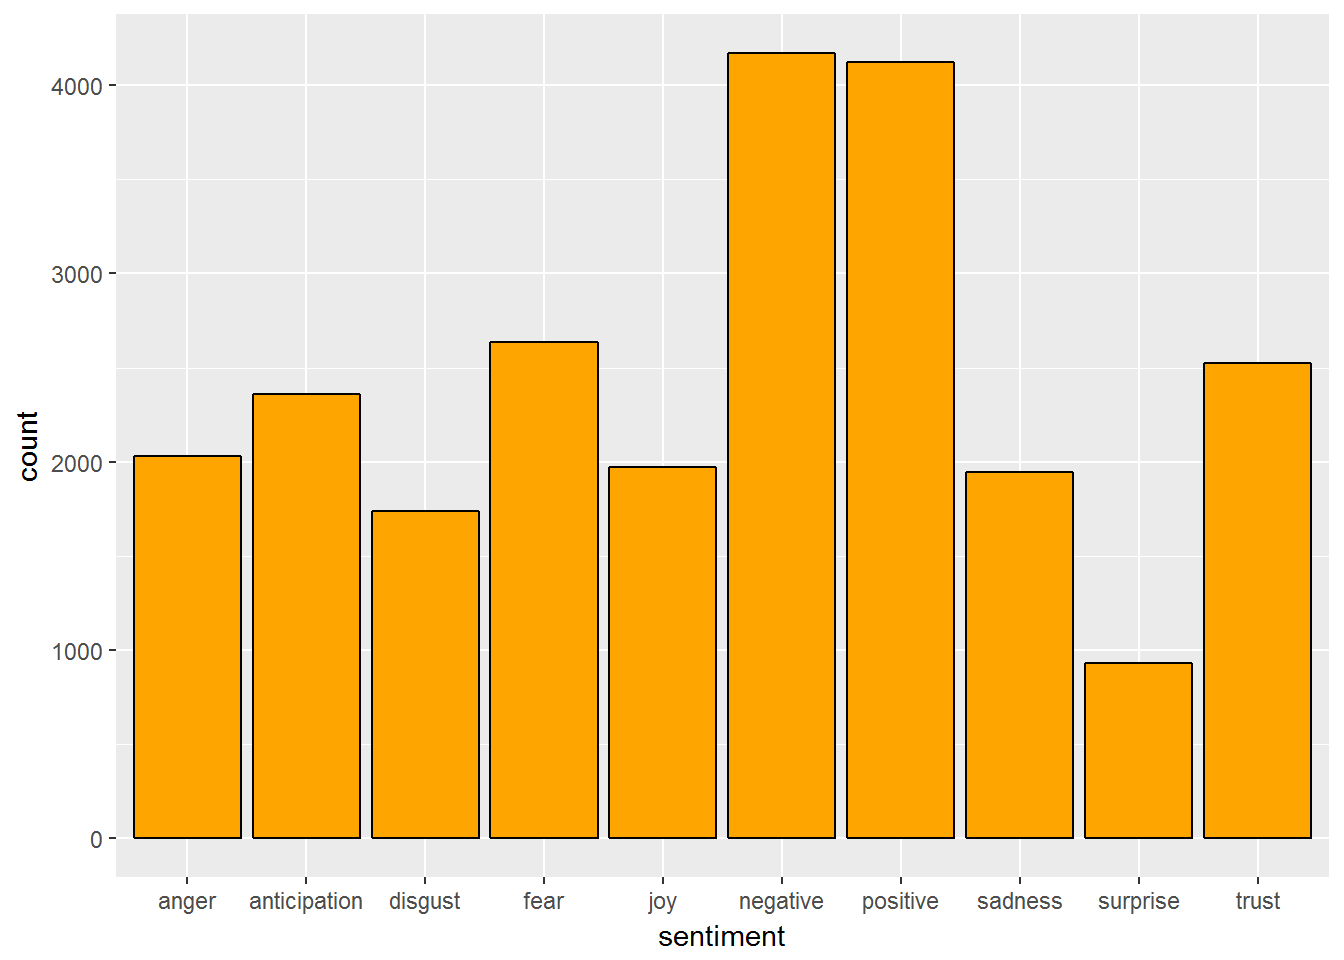 4000
3000
2000
1000
0
count
anger anticipation disgust fear joy negative positive sadness surprise trust
sentiment